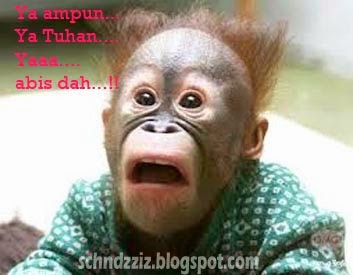 Ya ampun...
Ya Tuhan....
Yaaa....
abis dah...!!
schndzziz.blogspot.com